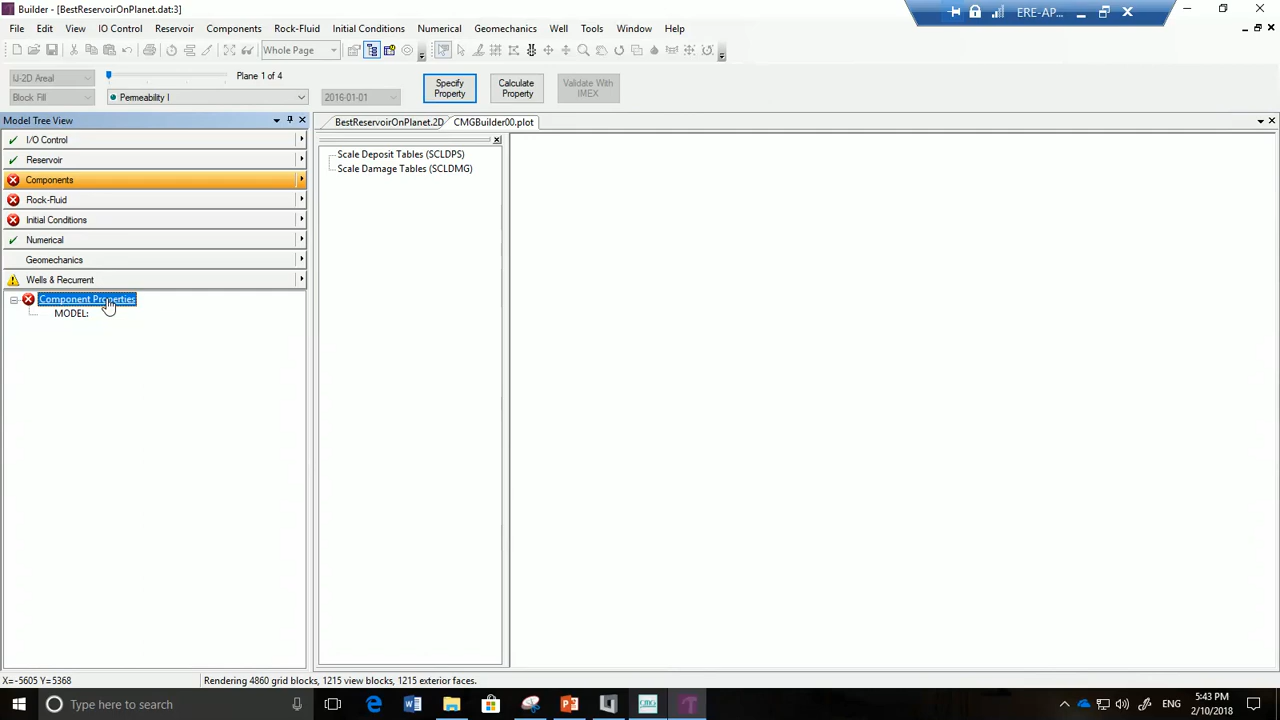 Builder - [BestReservoirOnPlanet.dat:3]
ERE-AP...
File Edit View IO Control Reservoir Components Rock-Fluid Initial Conditions Numerical Geomechanics Well Tools Window Help
Whole Page
IJ-2D Areal
Plane 1 of 4
Block Fill
Permeability I
2016-01-01
Specify Property
Calculate Property
Validate With IMEX
Model Tree View
BestReservoirOnPlanet.2D
CMGBuilder00.plot
I/O Control
Reservoir
Components
Rock-Fluid
Initial Conditions
Numerical
Geomechanics
Wells & Recurrent
Component Properties
MODEL:
Scale Deposit Tables (SCLDPS)
Scale Damage Tables (SCLDMG)
X=-5605 Y=5368
Rendering 4860 grid blocks, 1215 view blocks, 1215 exterior faces.
Type here to search
CMG
ENG
5:43 PM
2/10/2018